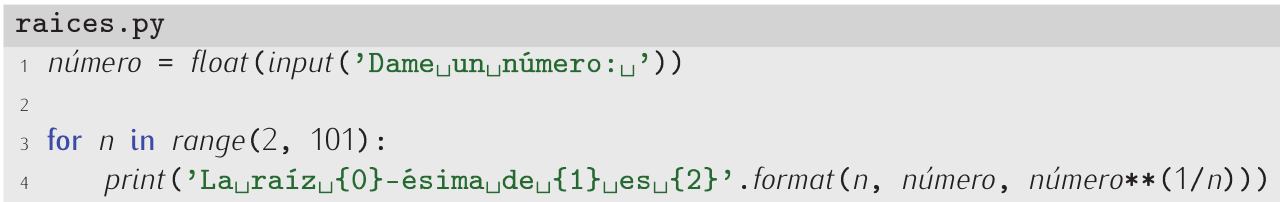 raices.py
1 número = float(input('Dame␣un␣número:␣'))
2
3 for n in range(2, 101):
4 print('La␣raíz␣{0}-ésima␣de␣{1}␣es␣{2}'.format(n, número, número**(1/n)))